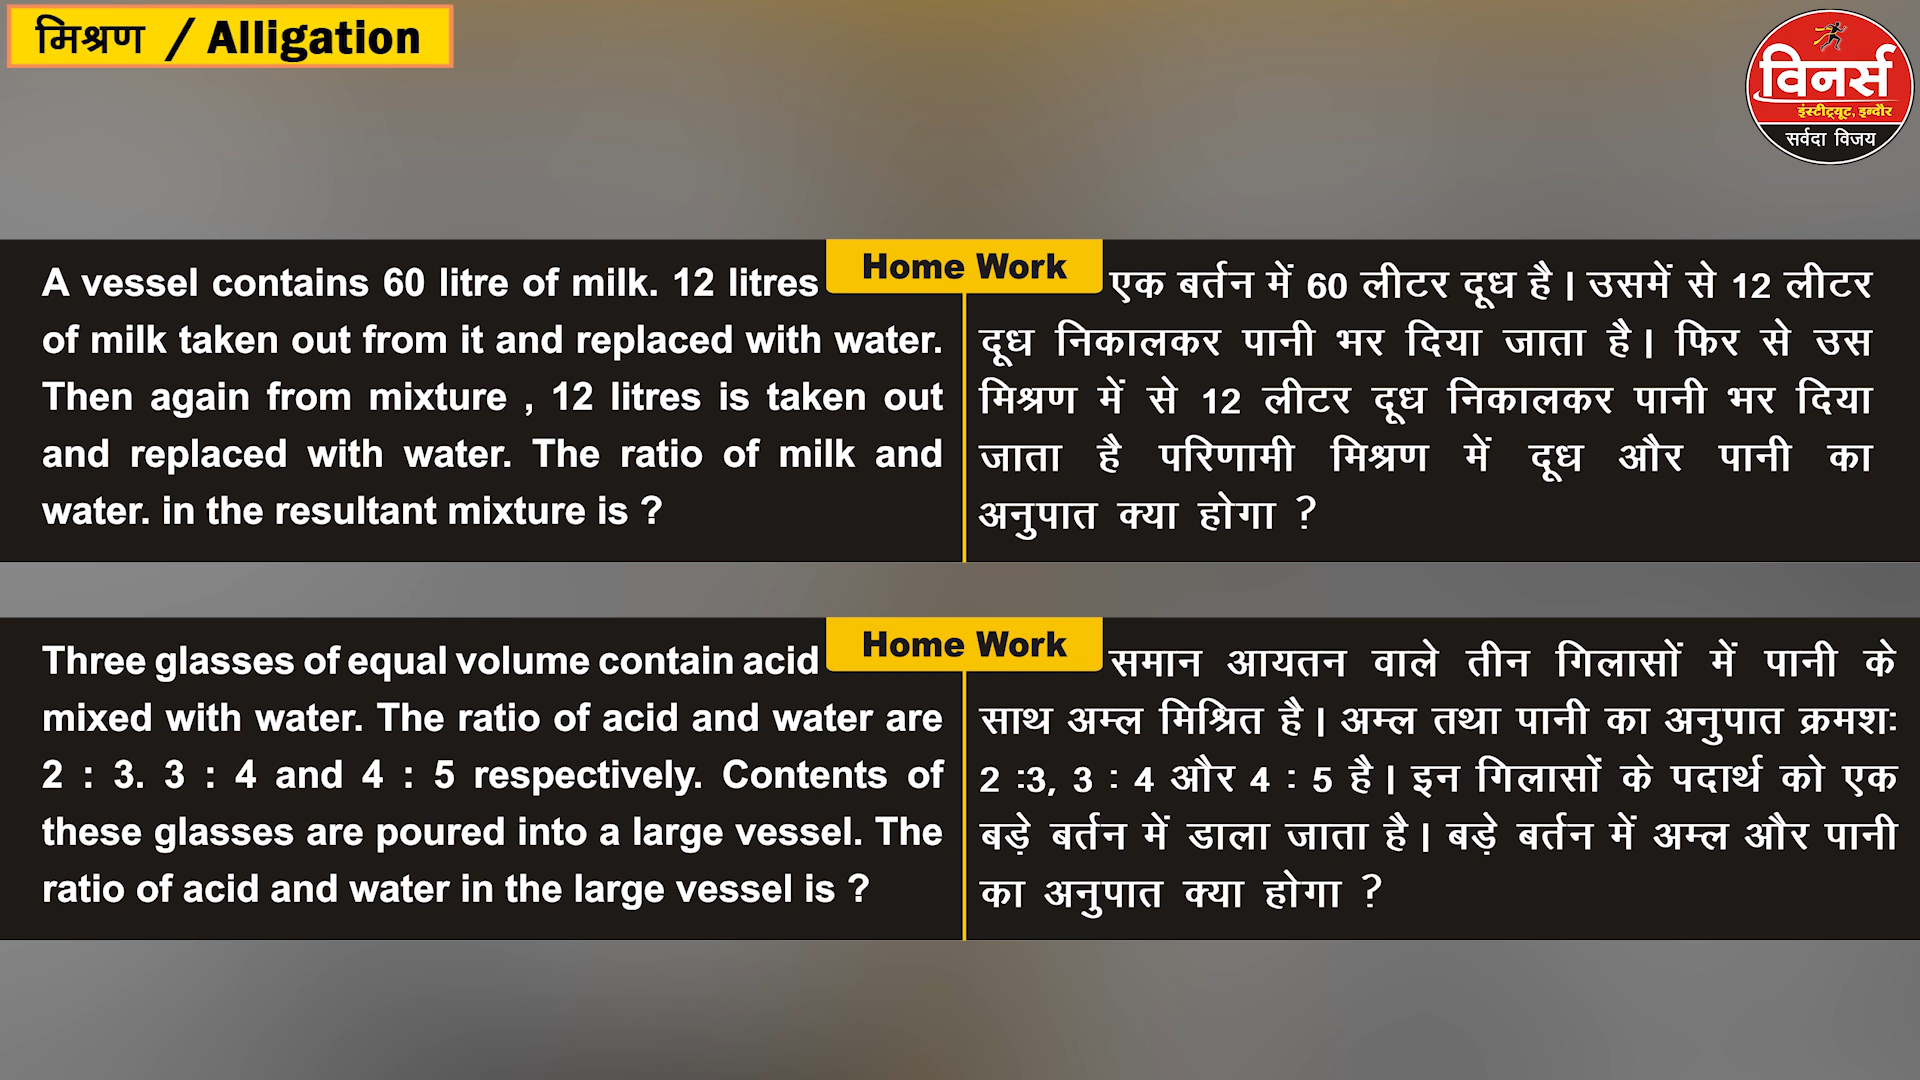 मिश्रण / Alligation
विनर्स
इंस्टीट्यूट, इन्दौर
सर्वदा विजय
Home Work
A vessel contains 60 litre of milk. 12 litres
of milk taken out from it and replaced with water.
Then again from mixture , 12 litres is taken out
and replaced with water. The ratio of milk and
water. in the resultant mixture is ?
एक बर्तन में 60 लीटर दूध है। उसमें से 12 लीटर
दूध निकालकर पानी भर दिया जाता है। फिर से उस
मिश्रण में से 12 लीटर दूध निकालकर पानी भर दिया
जाता है परिणामी मिश्रण में दूध और पानी का
अनुपात क्या होगा ?
Home Work
Three glasses of equal volume contain acid
mixed with water. The ratio of acid and water are
2 : 3. 3 : 4 and 4 : 5 respectively. Contents of
these glasses are poured into a large vessel. The
ratio of acid and water in the large vessel is ?
समान आयतन वाले तीन गिलासों में पानी के
साथ अम्ल मिश्रित है। अम्ल तथा पानी का अनुपात क्रमशः
2 :3, 3 : 4 और 4 : 5 है। इन गिलासों के पदार्थ को एक
बड़े बर्तन में डाला जाता है। बड़े बर्तन में अम्ल और पानी
का अनुपात क्या होगा ?